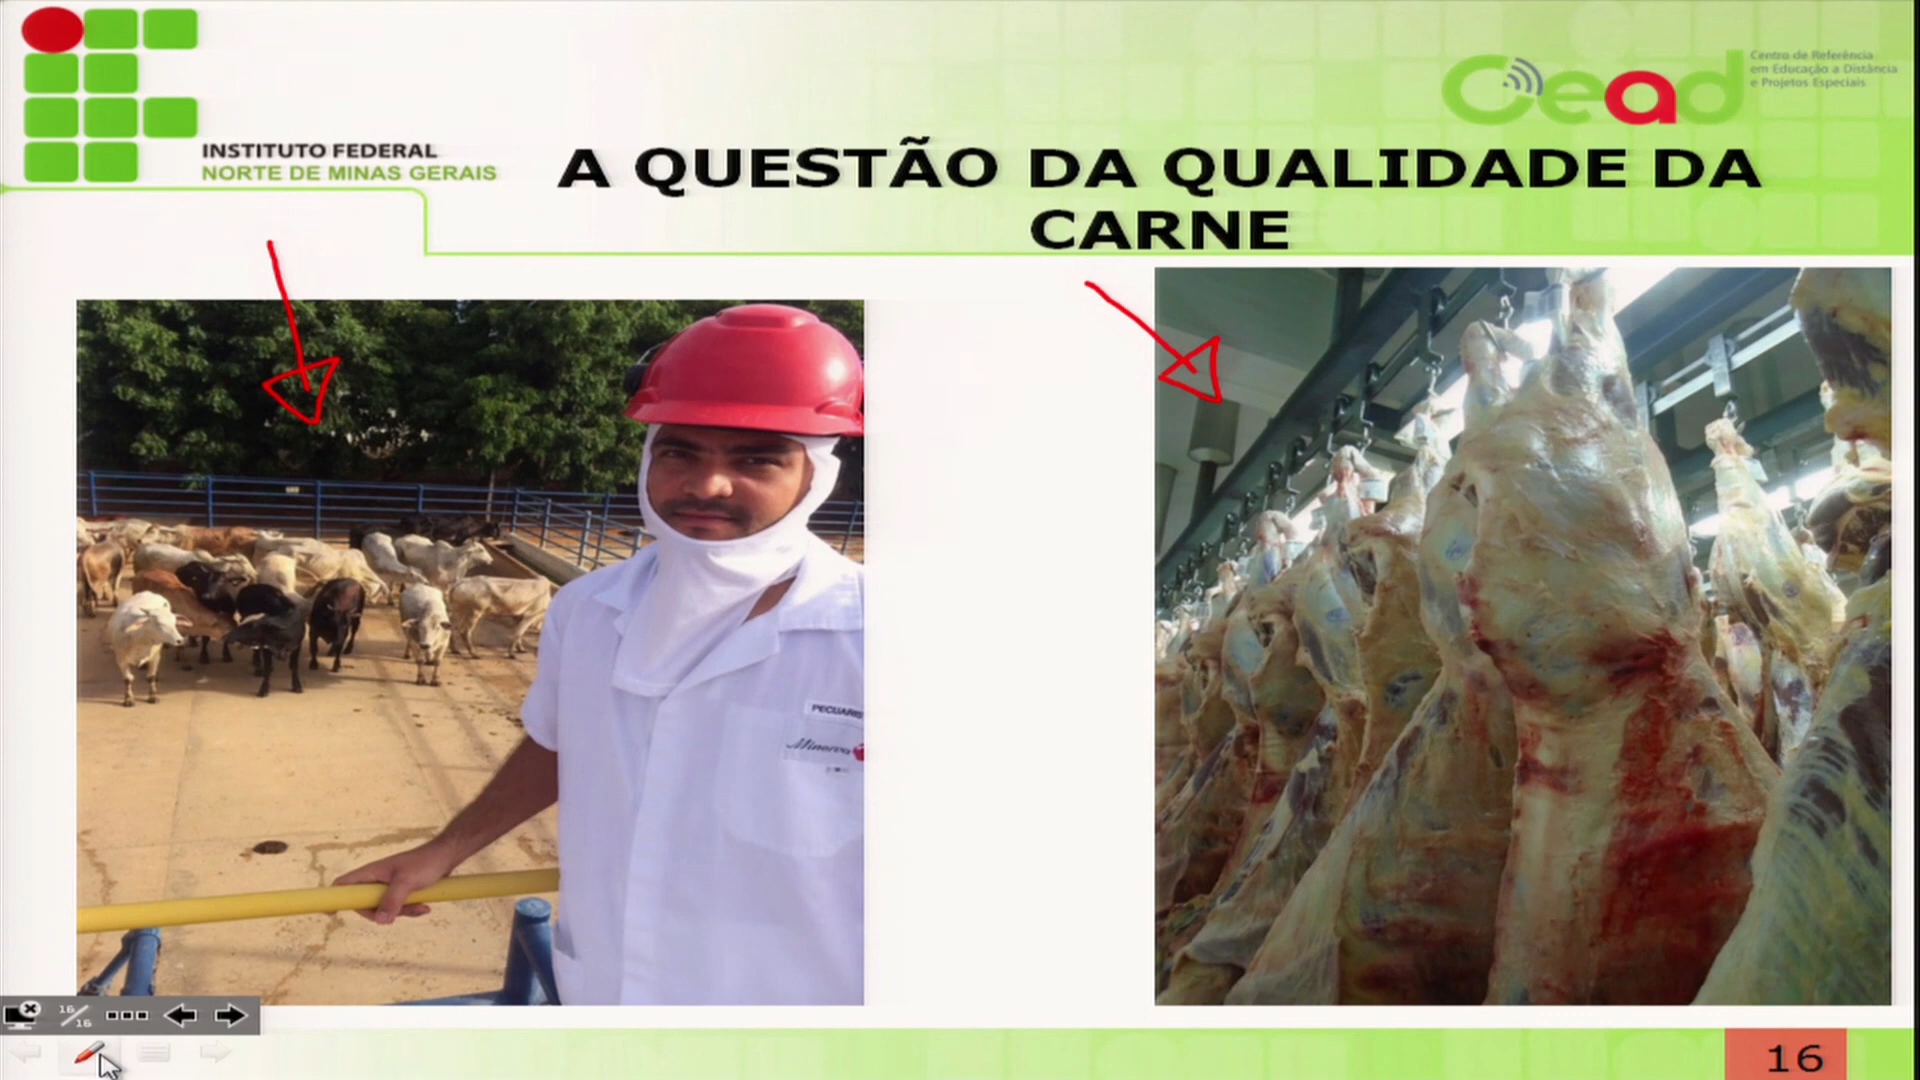 Cead
Centro de Referência
em Educação a Distância
e Projetos Especiais
INSTITUTO FEDERAL
NORTE DE MINAS GERAIS
A QUESTÃO DA QUALIDADE DA
CARNE
PECUARIS
Minerva
16/16
16